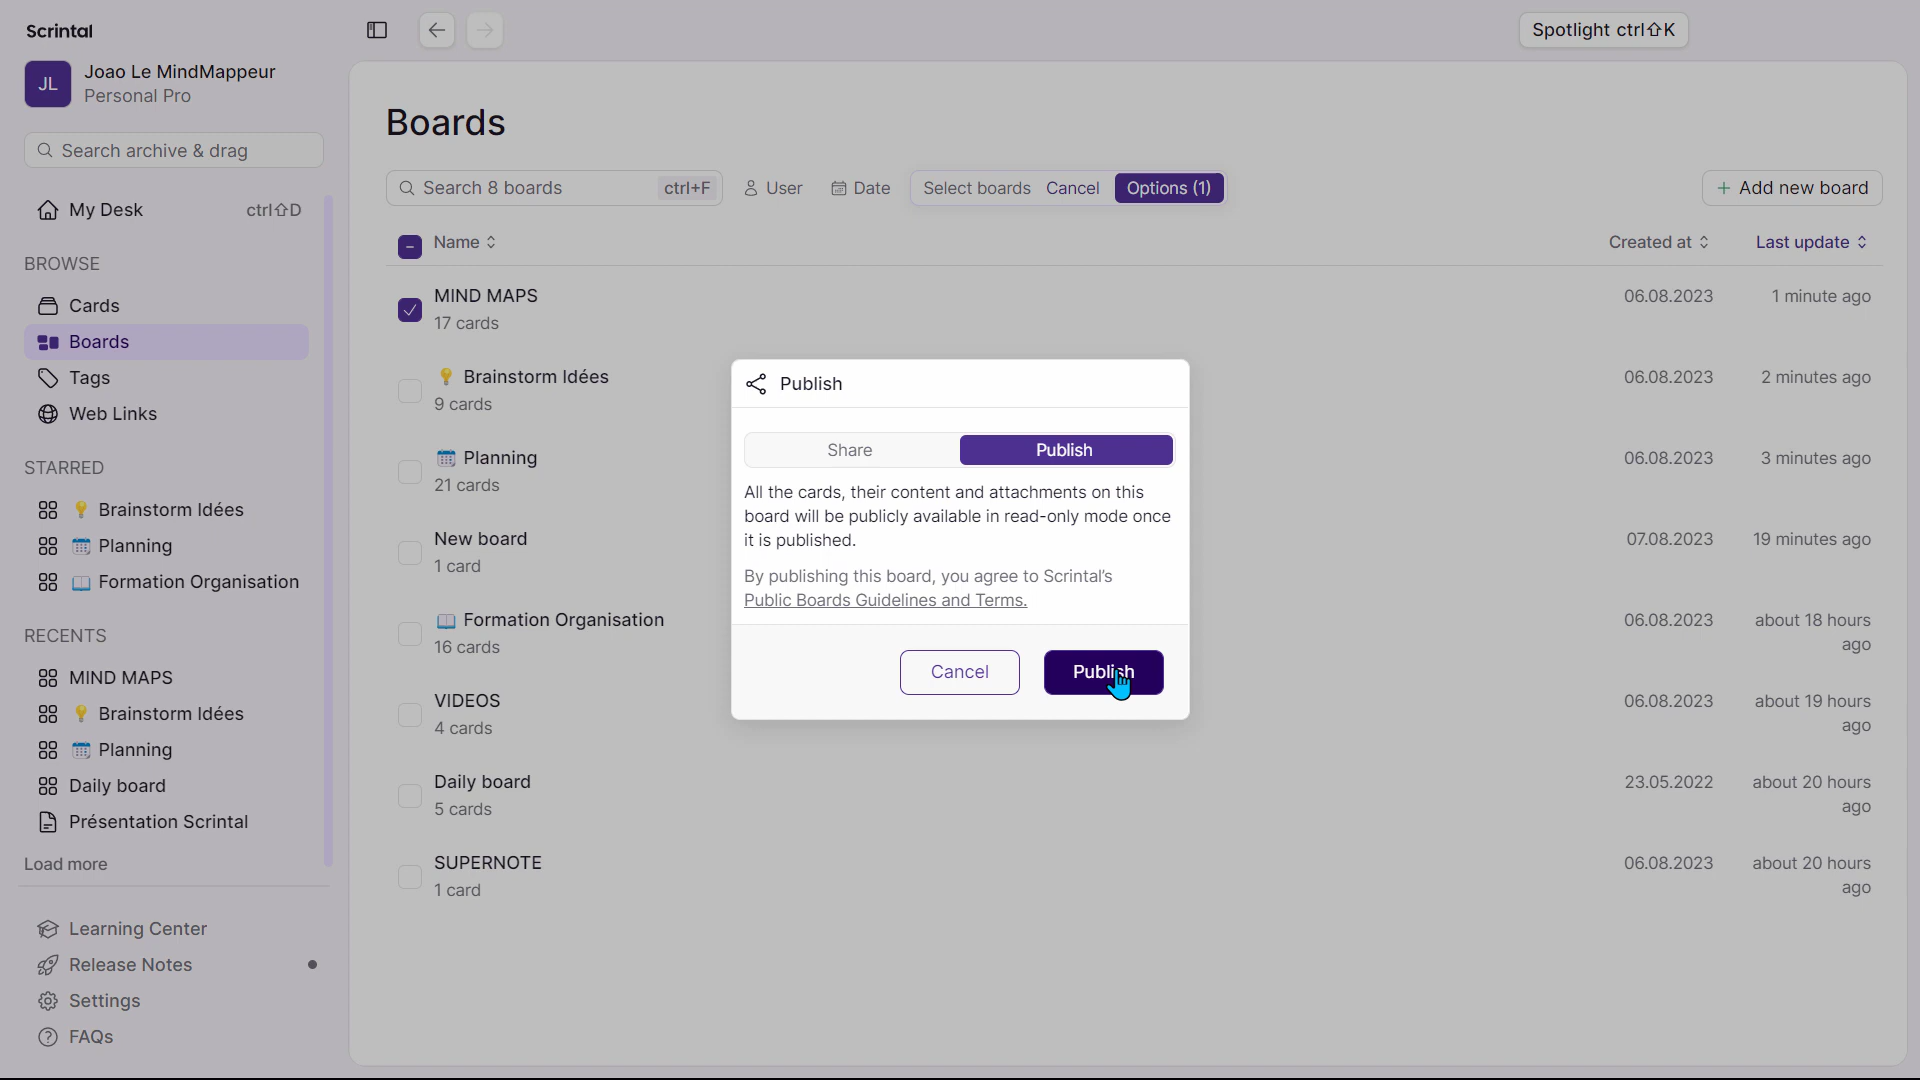 Scrintal
Spotlight ctrl⇧K
JL
Joao Le MindMappeur
Personal Pro
Search archive & drag
My Desk ctrl⇧D
BROWSE
Cards
Boards
Tags
Web Links
STARRED
Brainstorm Idées
Planning
Formation Organisation
RECENTS
MIND MAPS
Brainstorm Idées
Planning
Daily board
Présentation Scrintal
Load more
Learning Center
Release Notes
Settings
FAQs
Boards
Search 8 boards ctrl+F User Date Select boards Cancel Options (1) + Add new board
Name Created at Last update
MIND MAPS 06.08.2023 1 minute ago
17 cards
Brainstorm Idées 06.08.2023 2 minutes ago
9 cards
Planning 06.08.2023 3 minutes ago
21 cards
New board 07.08.2023 19 minutes ago
1 card
Formation Organisation 06.08.2023 about 18 hours
16 cards ago
VIDEOS 06.08.2023 about 19 hours
4 cards ago
Daily board 23.05.2022 about 20 hours
5 cards ago
SUPERNOTE 06.08.2023 about 20 hours
1 card ago
Publish
Share Publish
All the cards, their content and attachments on this
board will be publicly available in read-only mode once
it is published.
By publishing this board, you agree to Scrintal's
Public Boards Guidelines and Terms.
Cancel Publish